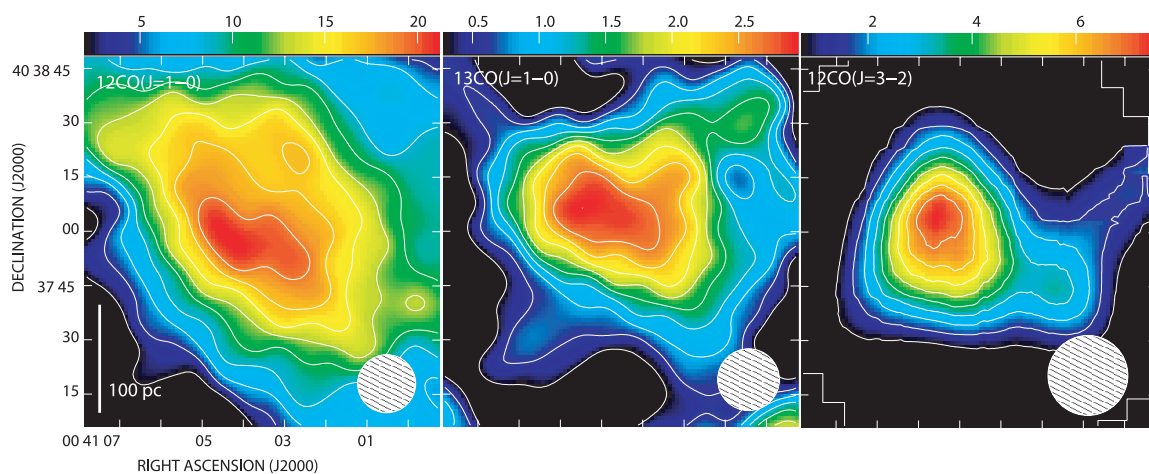 5 10 15 20
0.5 1.0 1.5 2.0 2.5
2 4 6
12CO(J=1−0)
13CO(J=1−0)
12CO(J=3−2)
40 38 45
30
15
00
37 45
30
15
DECLINATION (J2000)
100 pc
00 41 07 05 03 01
RIGHT ASCENSION (J2000)